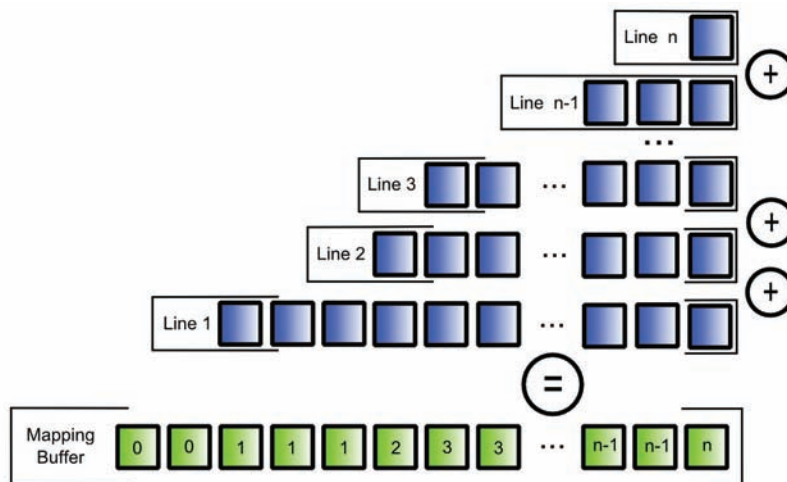 Line n
+
Line n-1
...
Line 3
...
+
Line 2
...
+
Line 1
...
=
Mapping
Buffer
0 0 1 1 1 2 3 3 ... n-1 n-1 n